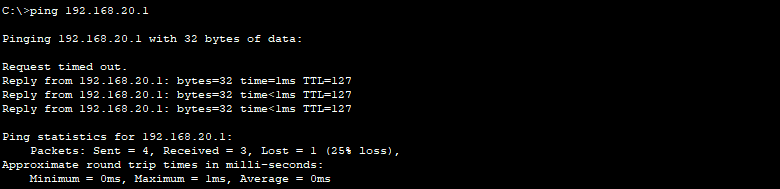 C:\>ping 192.168.20.1
Pinging 192.168.20.1 with 32 bytes of data:
Request timed out.
Reply from 192.168.20.1: bytes=32 time=1ms TTL=127
Reply from 192.168.20.1: bytes=32 time<1ms TTL=127
Reply from 192.168.20.1: bytes=32 time<1ms TTL=127
Ping statistics for 192.168.20.1:
    Packets: Sent = 4, Received = 3, Lost = 1 (25% loss),
Approximate round trip times in milli-seconds:
    Minimum = 0ms, Maximum = 1ms, Average = 0ms